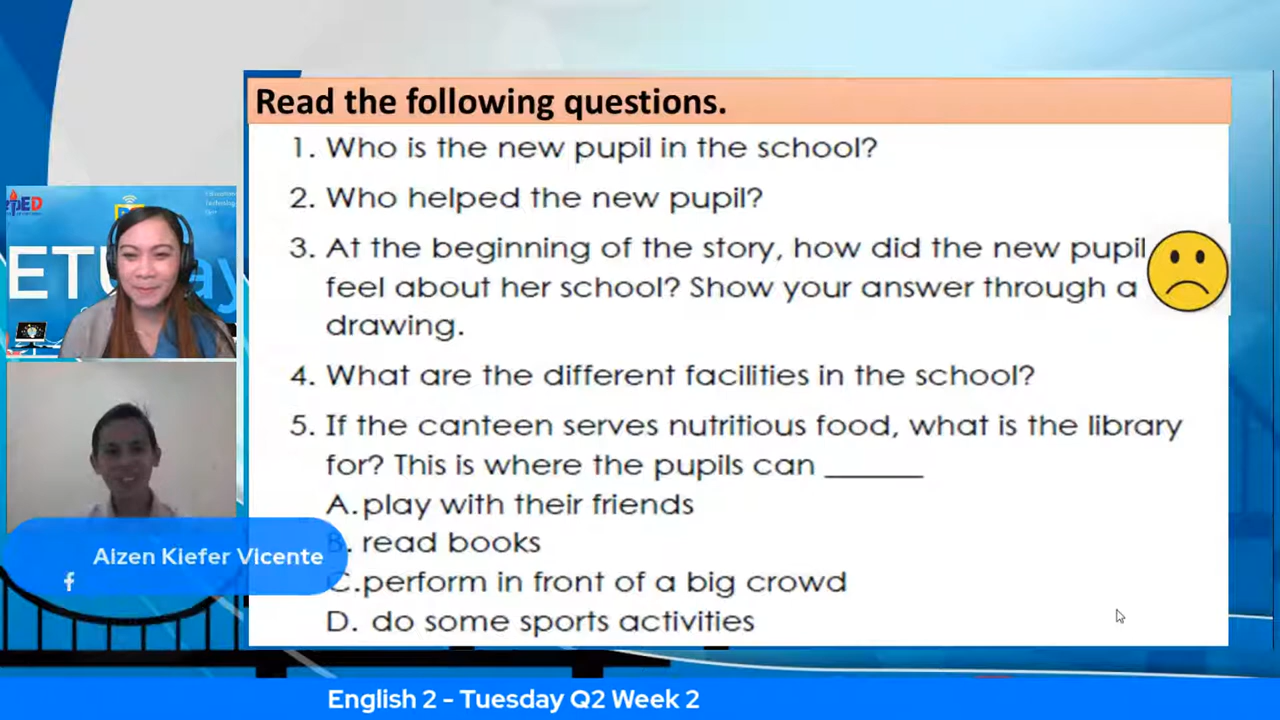 Read the following questions.
1. Who is the new pupil in the school?
2. Who helped the new pupil?
3. At the beginning of the story, how did the new pupil
feel about her school? Show your answer through a
drawing.
4. What are the different facilities in the school?
5. If the canteen serves nutritious food, what is the library
for? This is where the pupils can ______
A. play with their friends
B. read books
C. perform in front of a big crowd
D. do some sports activities
ETU
ay
Aizen Kiefer Vicente
English 2 - Tuesday Q2 Week 2